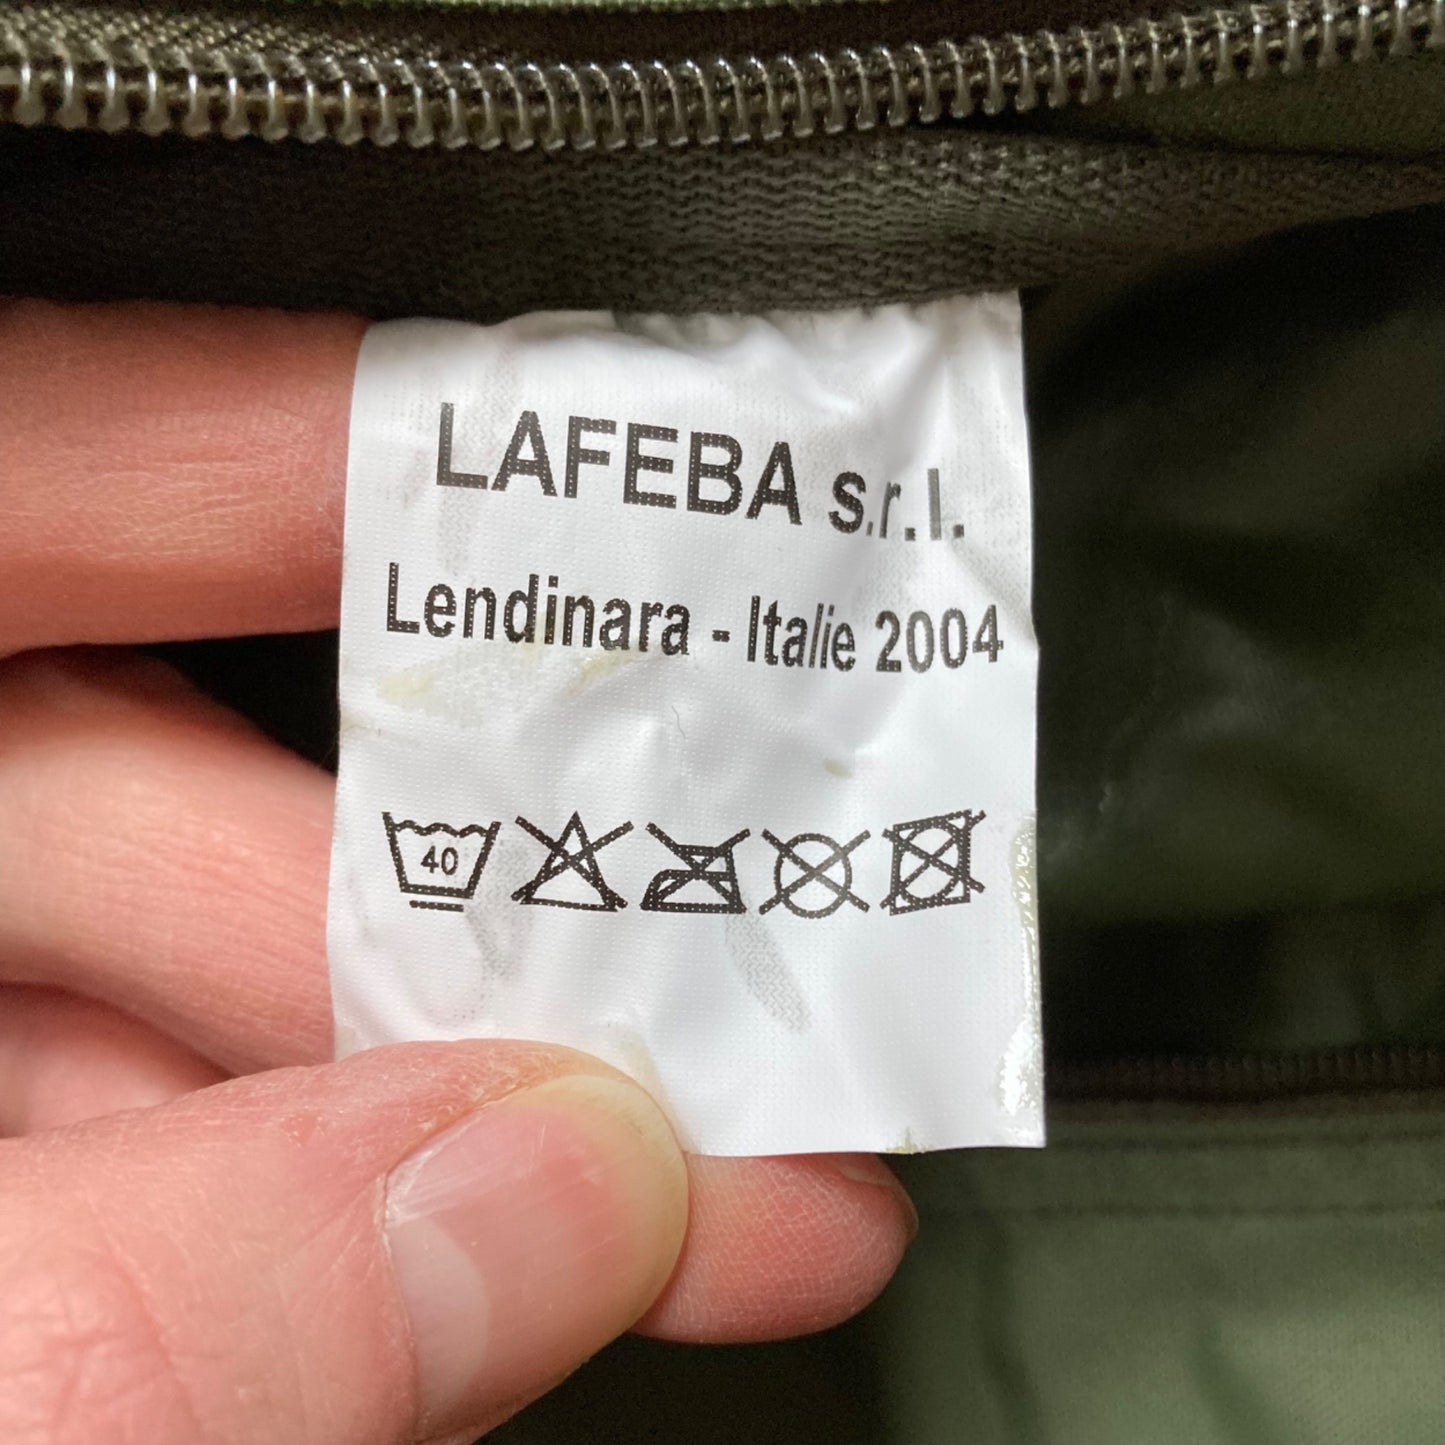 LAFEBA s.r.l.
Lendinara - Italie 2004
40